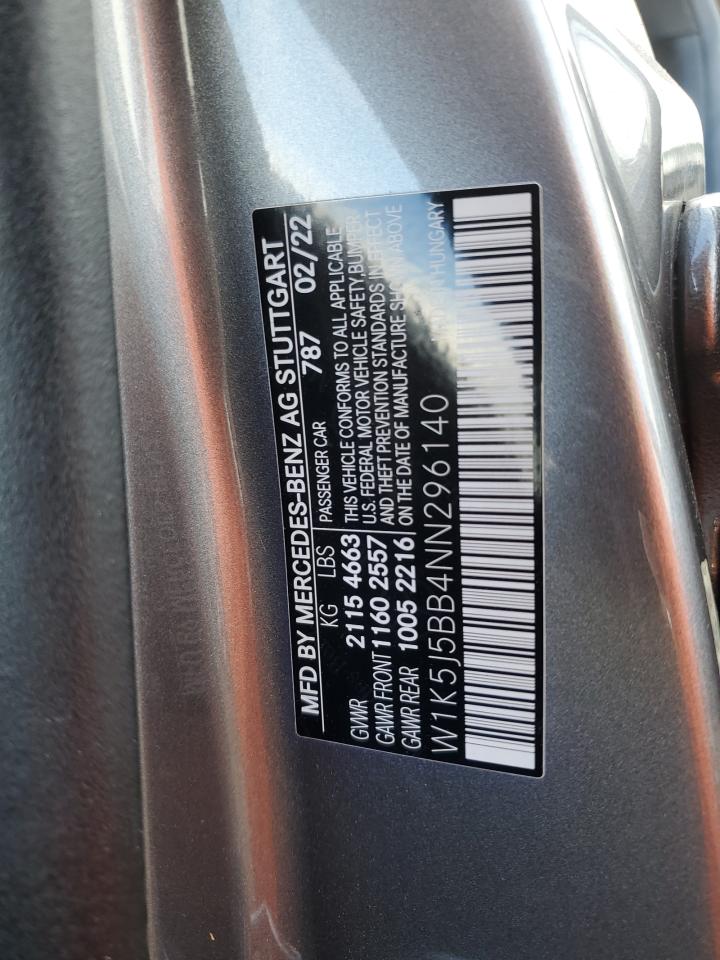 MFD BY MERCEDES-BENZ AG STUTTGART
KG LBS 787 02/22
PASSENGER CAR
GVWR 2115 4663
GAWR FRONT 1160 2557
GAWR REAR 1005 2216
THIS VEHICLE CONFORMS TO ALL APPLICABLE
U.S. FEDERAL MOTOR VEHICLE SAFETY, BUMPER
AND THEFT PREVENTION STANDARDS IN EFFECT
ON THE DATE OF MANUFACTURE SHOWN ABOVE
W1K5J5BB4NN296140 IN HUNGARY